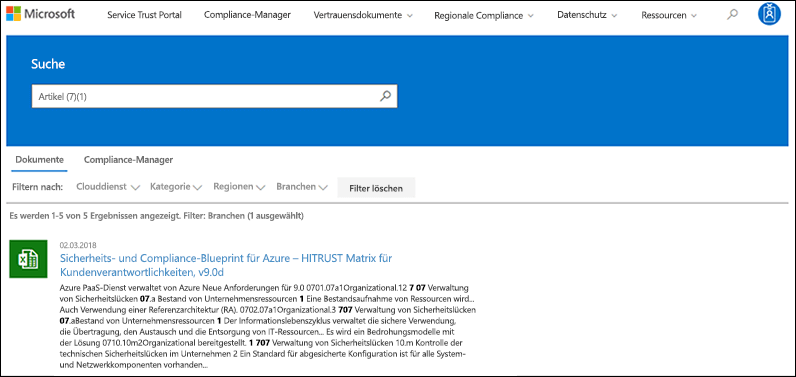 Microsoft Service Trust Portal Compliance-Manager Vertrauensdokumente Regionale Compliance Datenschutz Ressourcen
Suche
Artikel (7)(1)
Dokumente Compliance-Manager
Filtern nach: Clouddienst Kategorie Regionen Branchen Filter löschen
Es werden 1-5 von 5 Ergebnissen angezeigt. Filter: Branchen (1 ausgewählt)
02.03.2018
Sicherheits- und Compliance-Blueprint für Azure – HITRUST Matrix für
Kundenverantwortlichkeiten, v9.0d
Azure PaaS-Dienst verwaltet von Azure Neue Anforderungen für 9.0 0701.07a1Organizational.12 7 07 Verwaltung
von Sicherheitslücken 07.a Bestand von Unternehmensressourcen 1 Eine Bestandsaufnahme von Ressourcen wird...
Auch Verwendung einer Referenzarchitektur (RA). 0702.07a1Organizational.3 707 Verwaltung von Sicherheitslücken
07.aBestand von Unternehmensressourcen 1 Der Informationslebenszyklus verwaltet die sichere Verwendung,
die Übertragung, den Austausch und die Entsorgung von IT-Ressourcen... Es wird ein Bedrohungsmodelle mit
der Lösung 0710.10m2Organizational bereitgestellt. 1 707 Verwaltung von Sicherheitslücken 10.m Kontrolle der
technischen Sicherheitslücken im Unternehmen 2 Ein Standard für abgesicherte Konfiguration ist für alle System-
und Netzwerkkomponenten vorhanden...